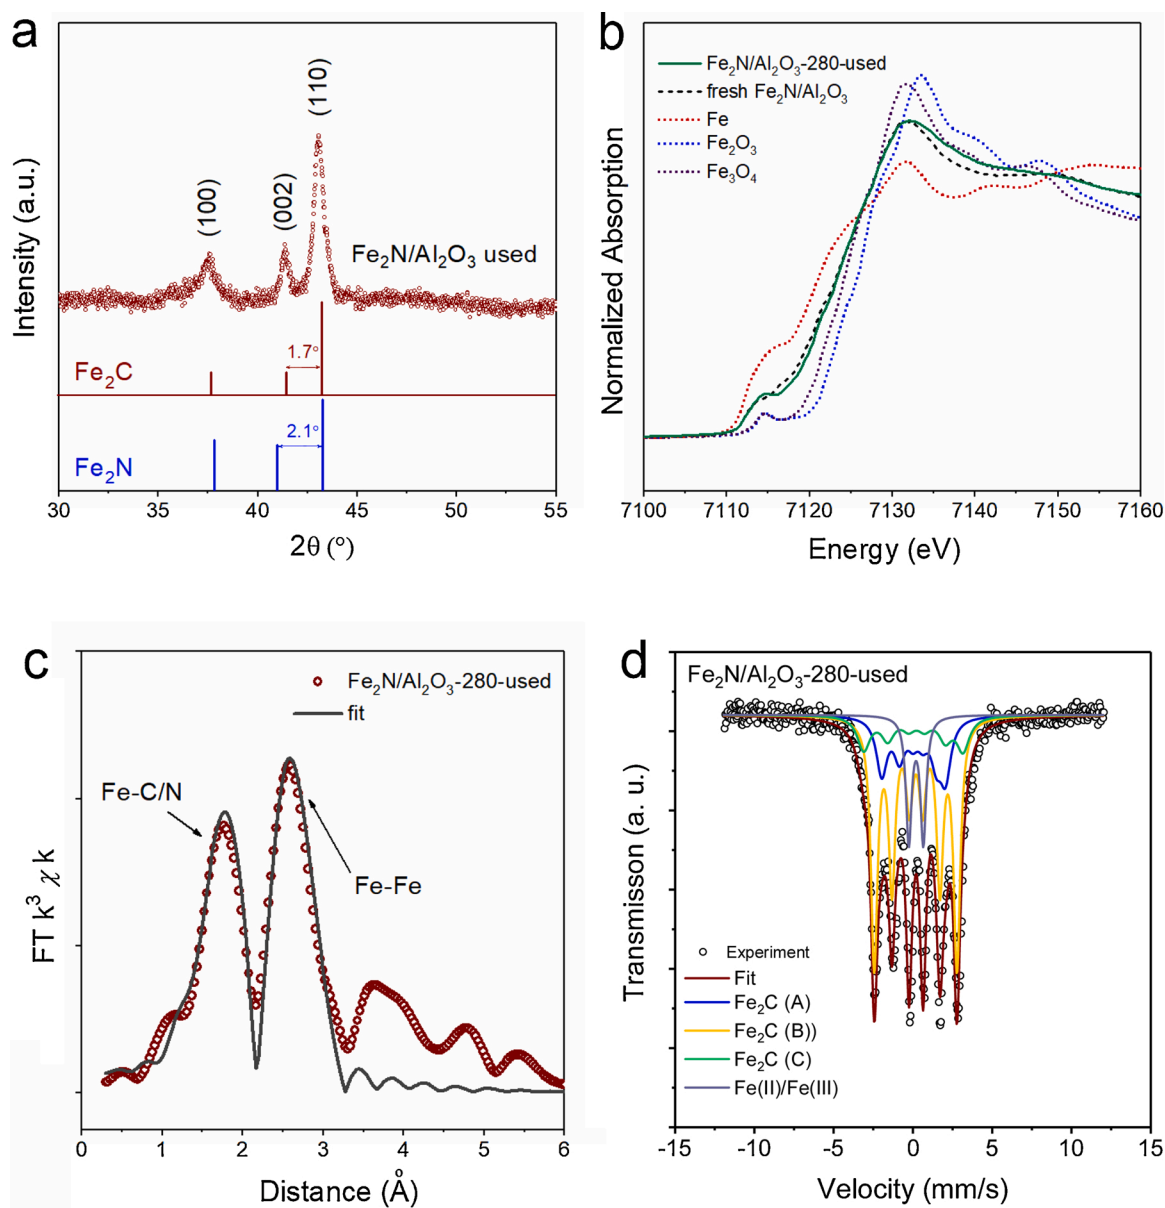 a
Intensity (a.u.)
(100)
(002)
(110)
Fe₂N/Al₂O₃ used
Fe₂C
1.7°
Fe₂N
2.1°
30 35 40 45 50 55
2θ (°)
b
Normalized Absorption
Fe₂N/Al₂O₃-280-used
fresh Fe₂N/Al₂O₃
Fe
Fe₂O₃
Fe₃O₄
7100 7110 7120 7130 7140 7150 7160
Energy (eV)
c
FT k³ χ k
Fe₂N/Al₂O₃-280-used
fit
Fe-C/N
Fe-Fe
0 1 2 3 4 5 6
Distance (Å)
d
Transmisson (a. u.)
Fe₂N/Al₂O₃-280-used
Experiment
Fit
Fe₂C (A)
Fe₂C (B))
Fe₂C (C)
Fe(II)/Fe(III)
-15 -10 -5 0 5 10 15
Velocity (mm/s)